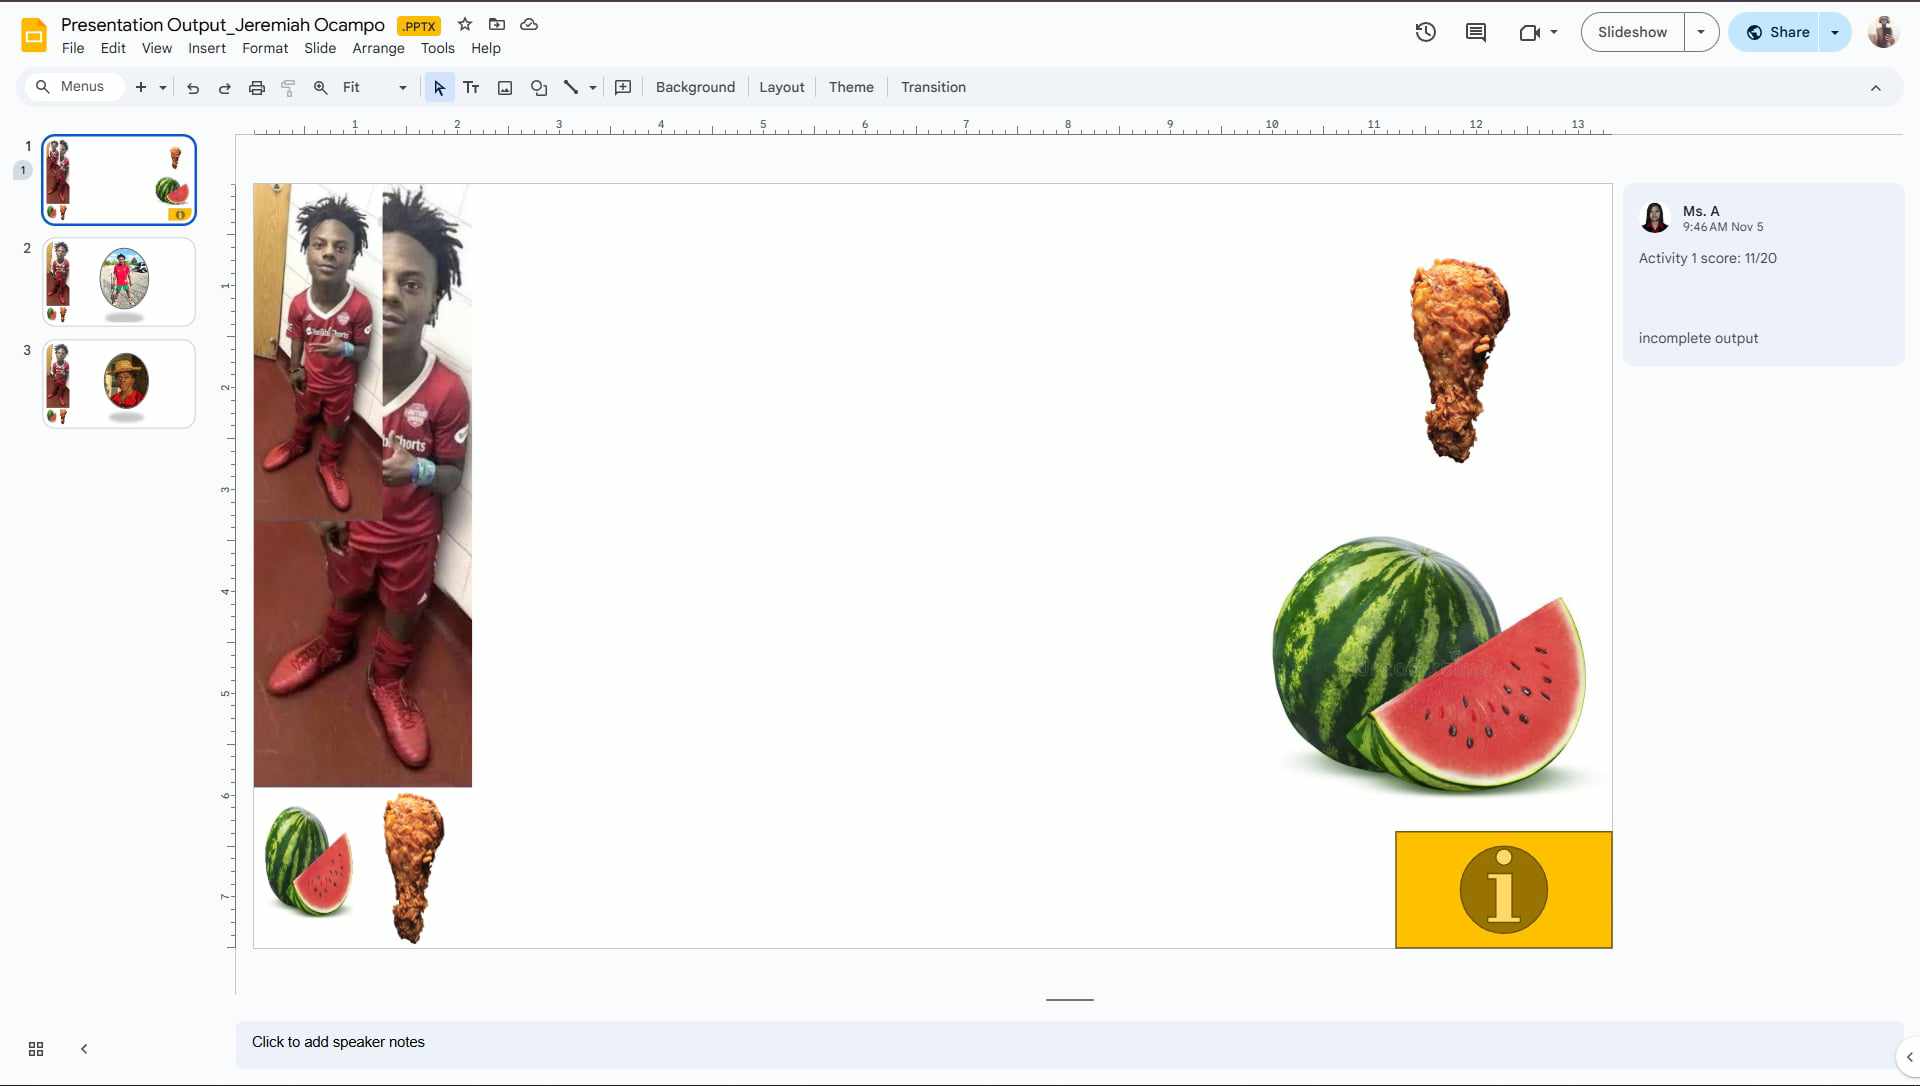 Presentation Output_Jeremiah Ocampo .PPTX
File Edit View Insert Format Slide Arrange Tools Help
Slideshow
Share
Menus
Fit
Background
Layout
Theme
Transition
1 2 3 4 5 6 7 8 9 10 11 12 13
1
1
2
3
1
2
3
4
5
6
7
Shorts
i
Ms. A
9:46 AM Nov 5
Activity 1 score: 11/20
incomplete output
Click to add speaker notes